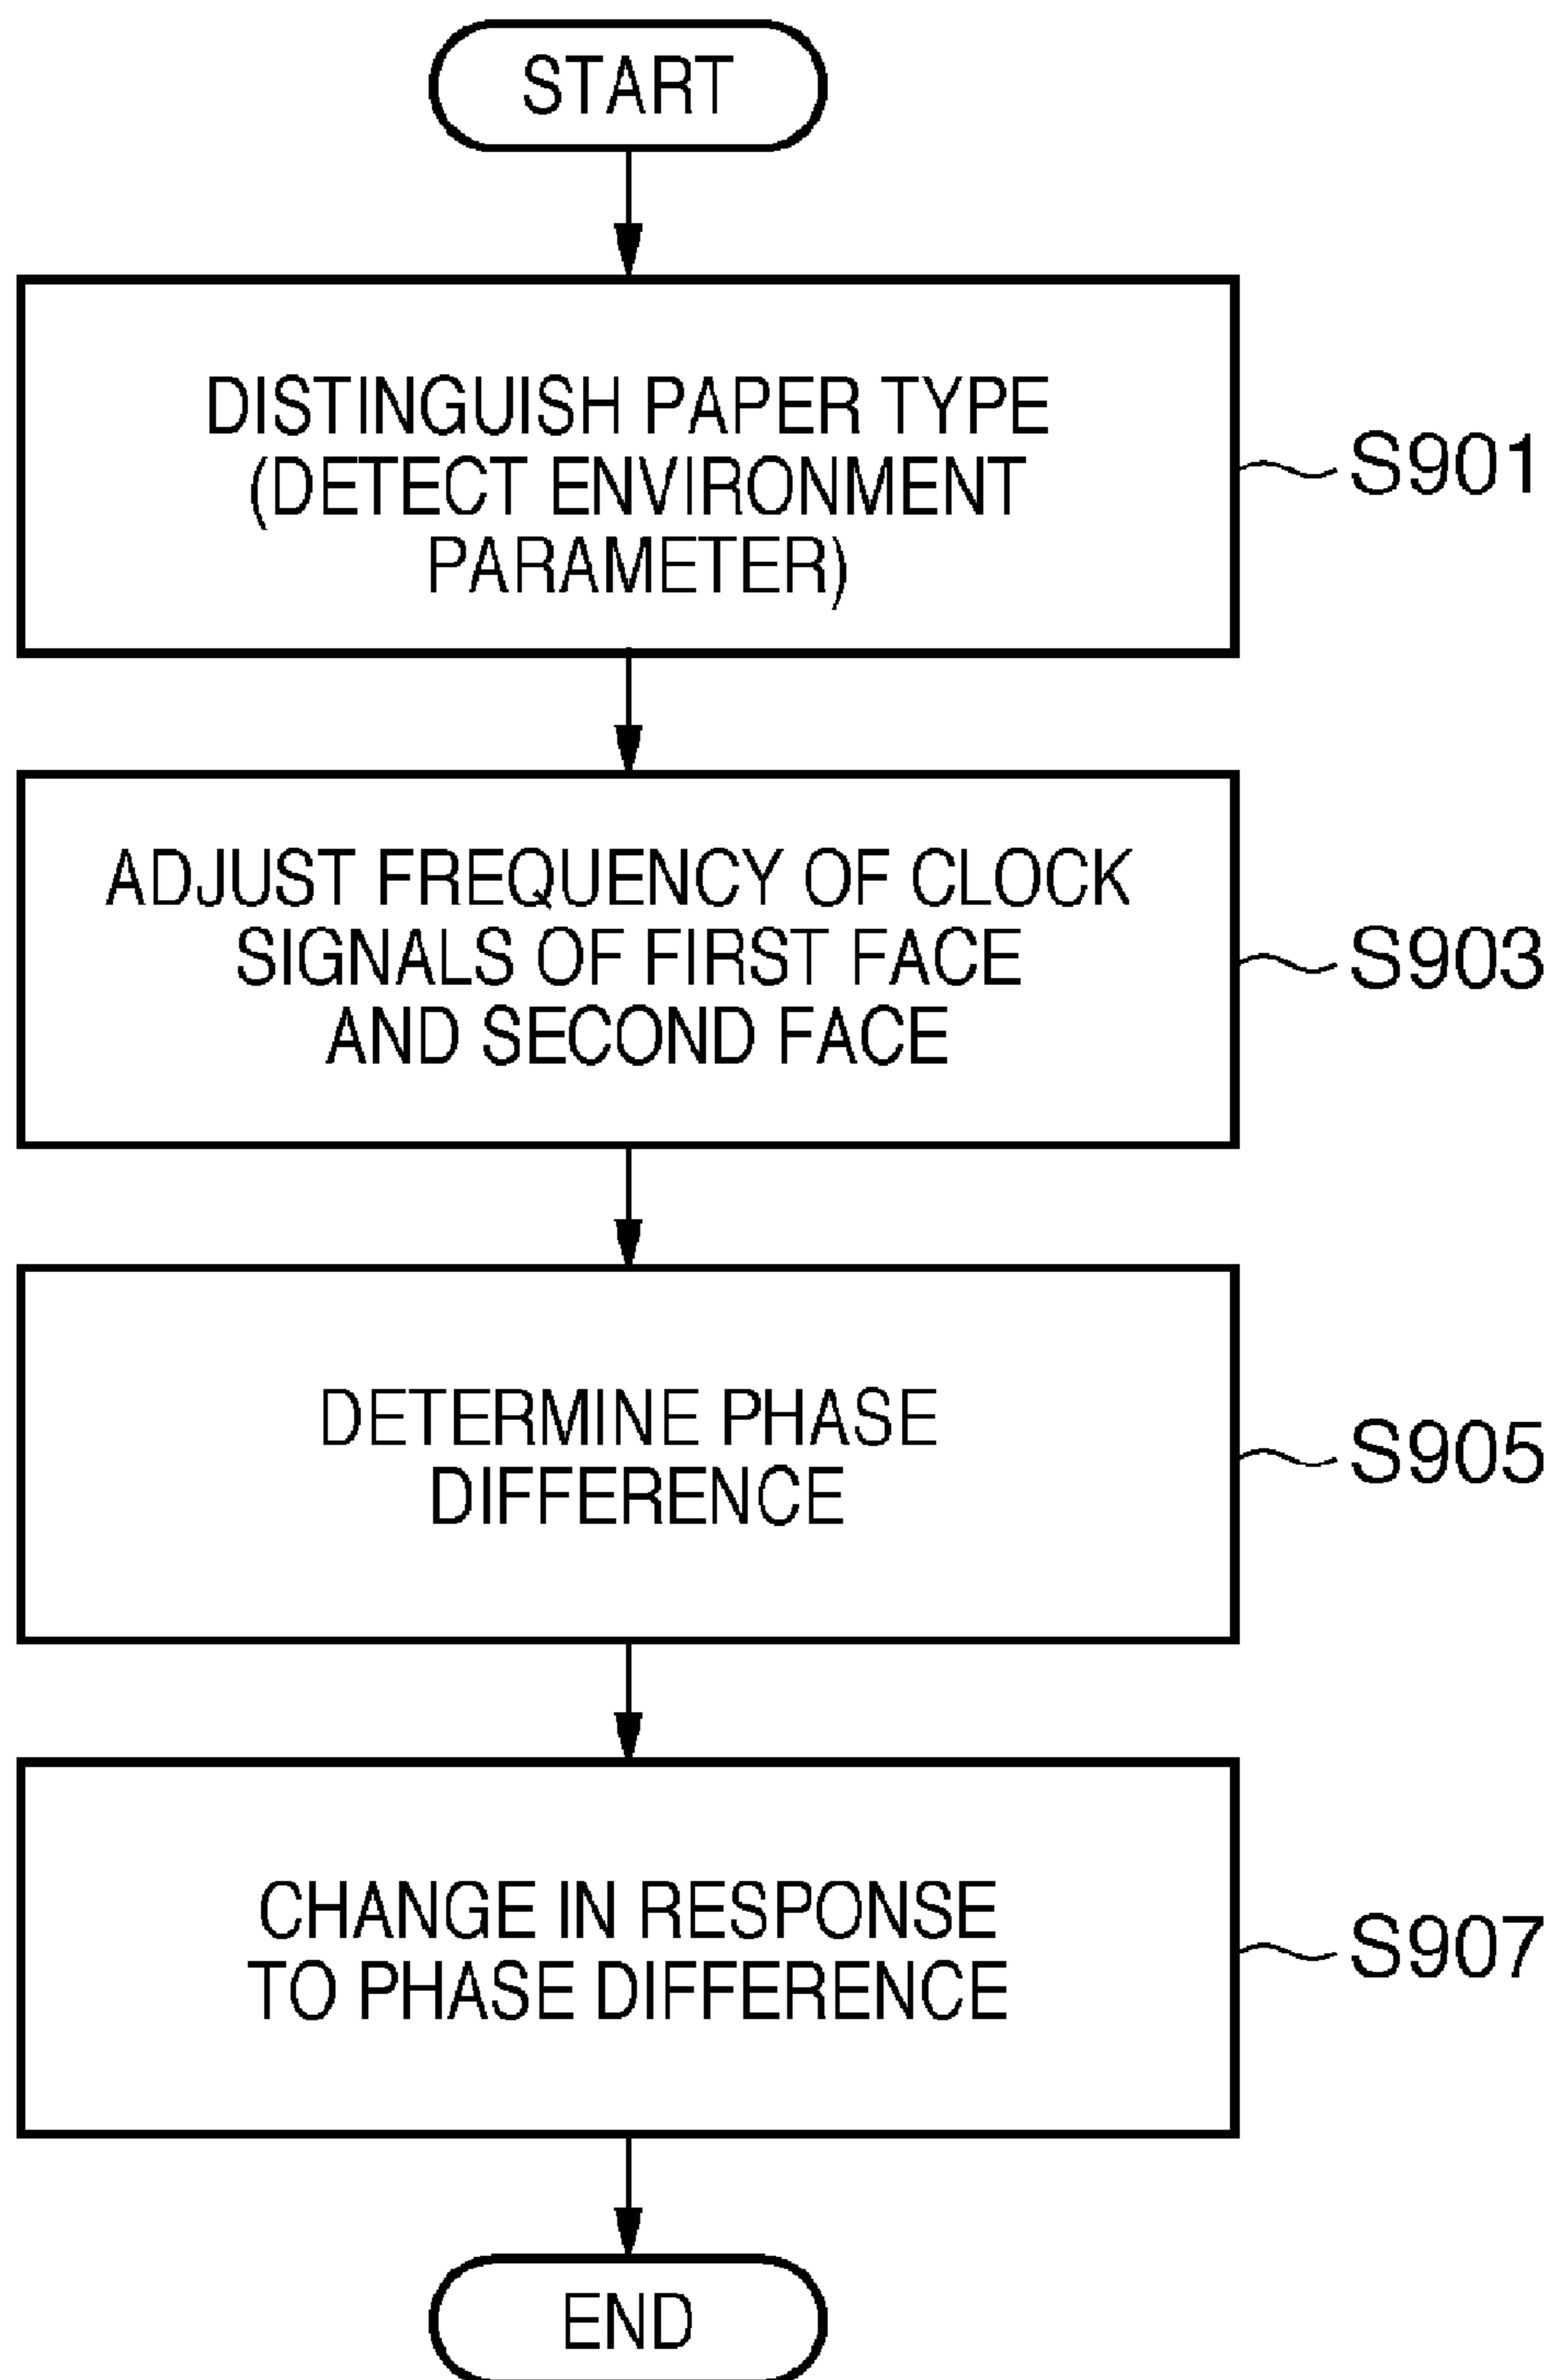 START
DISTINGUISH PAPER TYPE
(DETECT ENVIRONMENT
PARAMETER)
S901
ADJUST FREQUENCY OF CLOCK
SIGNALS OF FIRST FACE
AND SECOND FACE
S903
DETERMINE PHASE
DIFFERENCE
S905
CHANGE IN RESPONSE
TO PHASE DIFFERENCE
S907
END